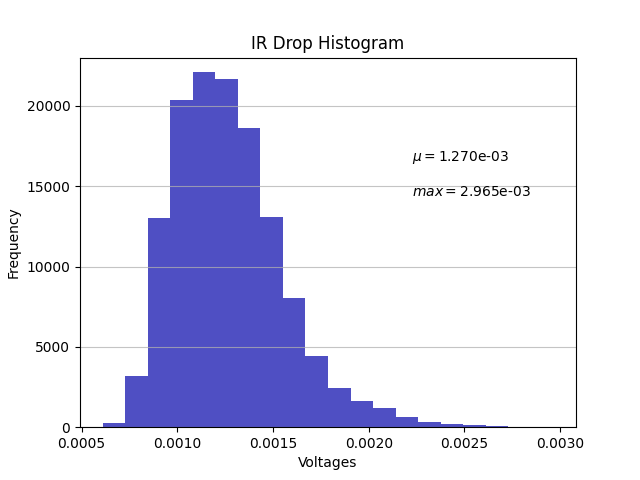 IR Drop Histogram
20000
15000
10000
5000
0
Frequency
μ = 1.270e-03
max = 2.965e-03
0.0005 0.0010 0.0015 0.0020 0.0025 0.0030
Voltages